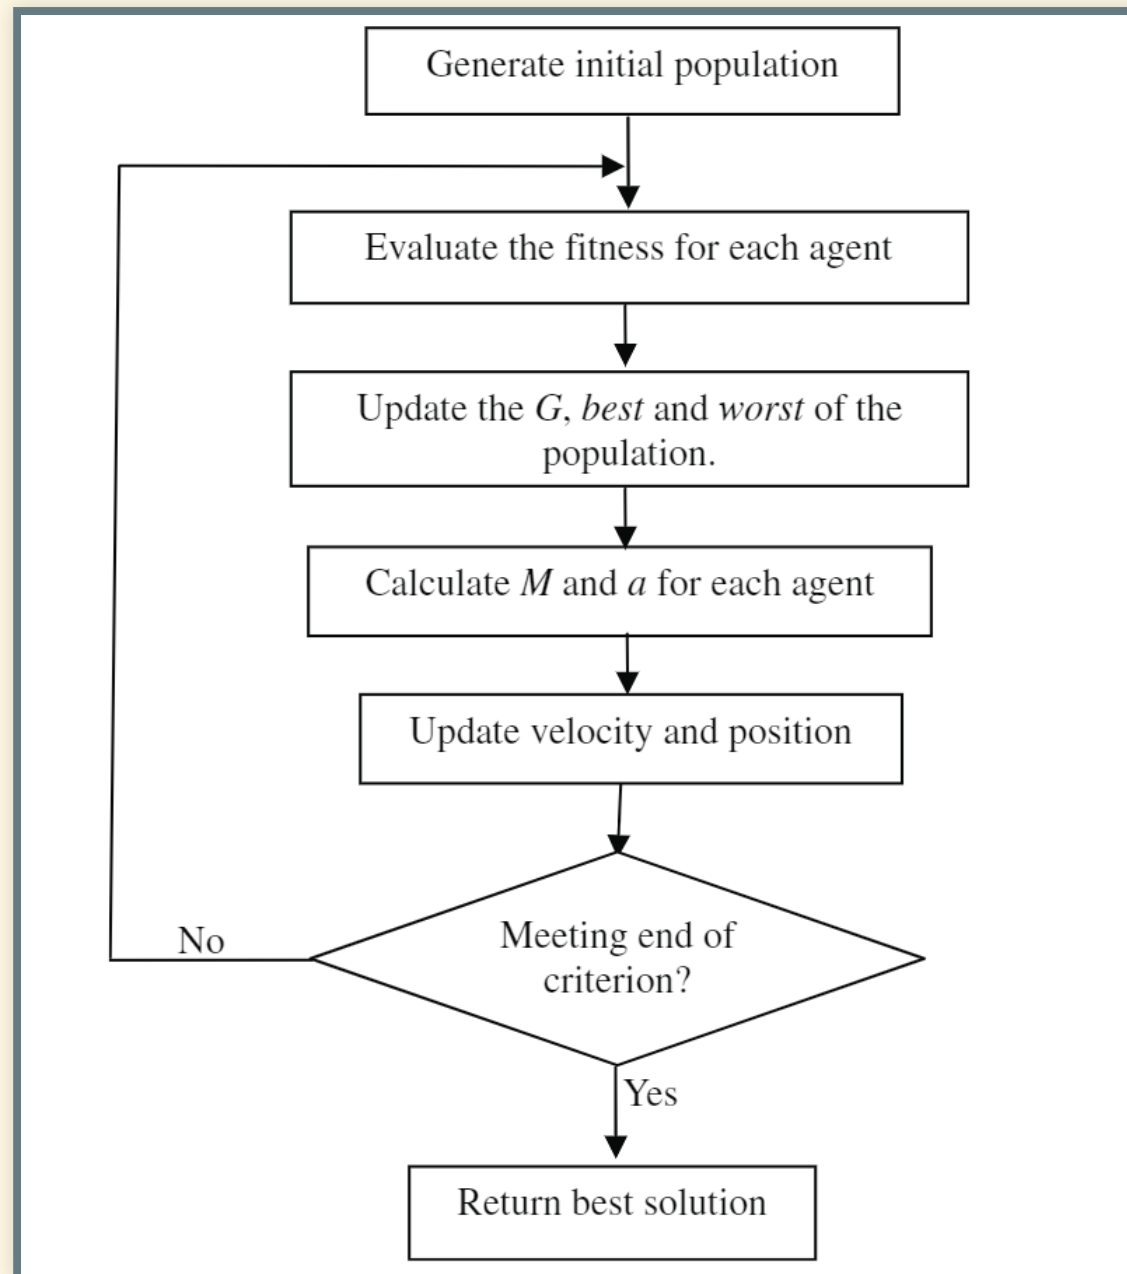 Generate initial population
Evaluate the fitness for each agent
Update the G, best and worst of the
population.
Calculate M and a for each agent
Update velocity and position
Meeting end of
criterion?
No
Yes
Return best solution